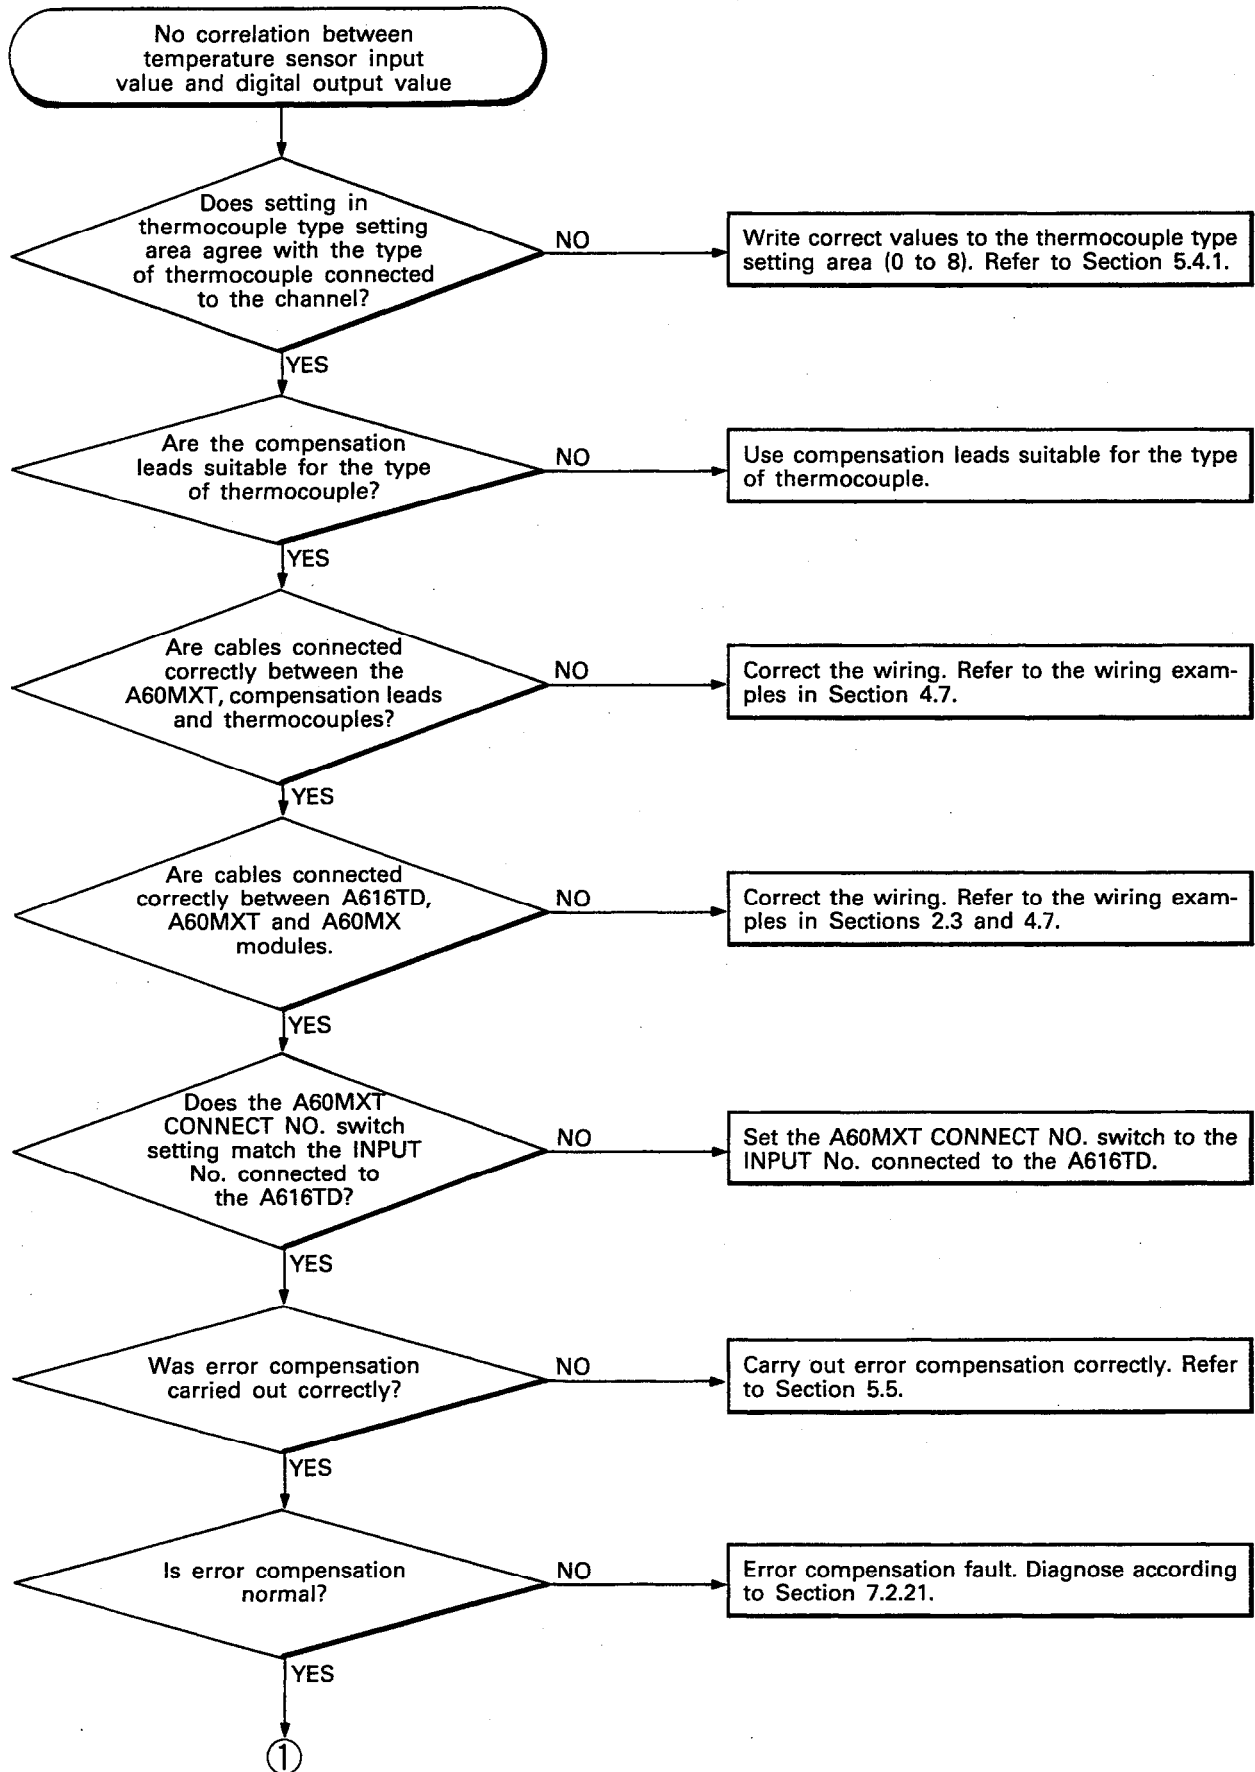 No correlation between
temperature sensor input
value and digital output value
Does setting in
thermocouple type setting
area agree with the type
of thermocouple connected
to the channel?
NO
Write correct values to the thermocouple type
setting area (0 to 8). Refer to Section 5.4.1.
YES
Are the compensation
leads suitable for the type
of thermocouple?
NO
Use compensation leads suitable for the type
of thermocouple.
YES
Are cables connected
correctly between the
A60MXT, compensation leads
and thermocouples?
NO
Correct the wiring. Refer to the wiring exam-
ples in Section 4.7.
YES
Are cables connected
correctly between A616TD,
A60MXT and A60MX
modules.
NO
Correct the wiring. Refer to the wiring exam-
ples in Sections 2.3 and 4.7.
YES
Does the A60MXT
CONNECT NO. switch
setting match the INPUT
No. connected to
the A616TD?
NO
Set the A60MXT CONNECT NO. switch to the
INPUT No. connected to the A616TD.
YES
Was error compensation
carried out correctly?
NO
Carry out error compensation correctly. Refer
to Section 5.5.
YES
Is error compensation
normal?
NO
Error compensation fault. Diagnose according
to Section 7.2.21.
YES
1